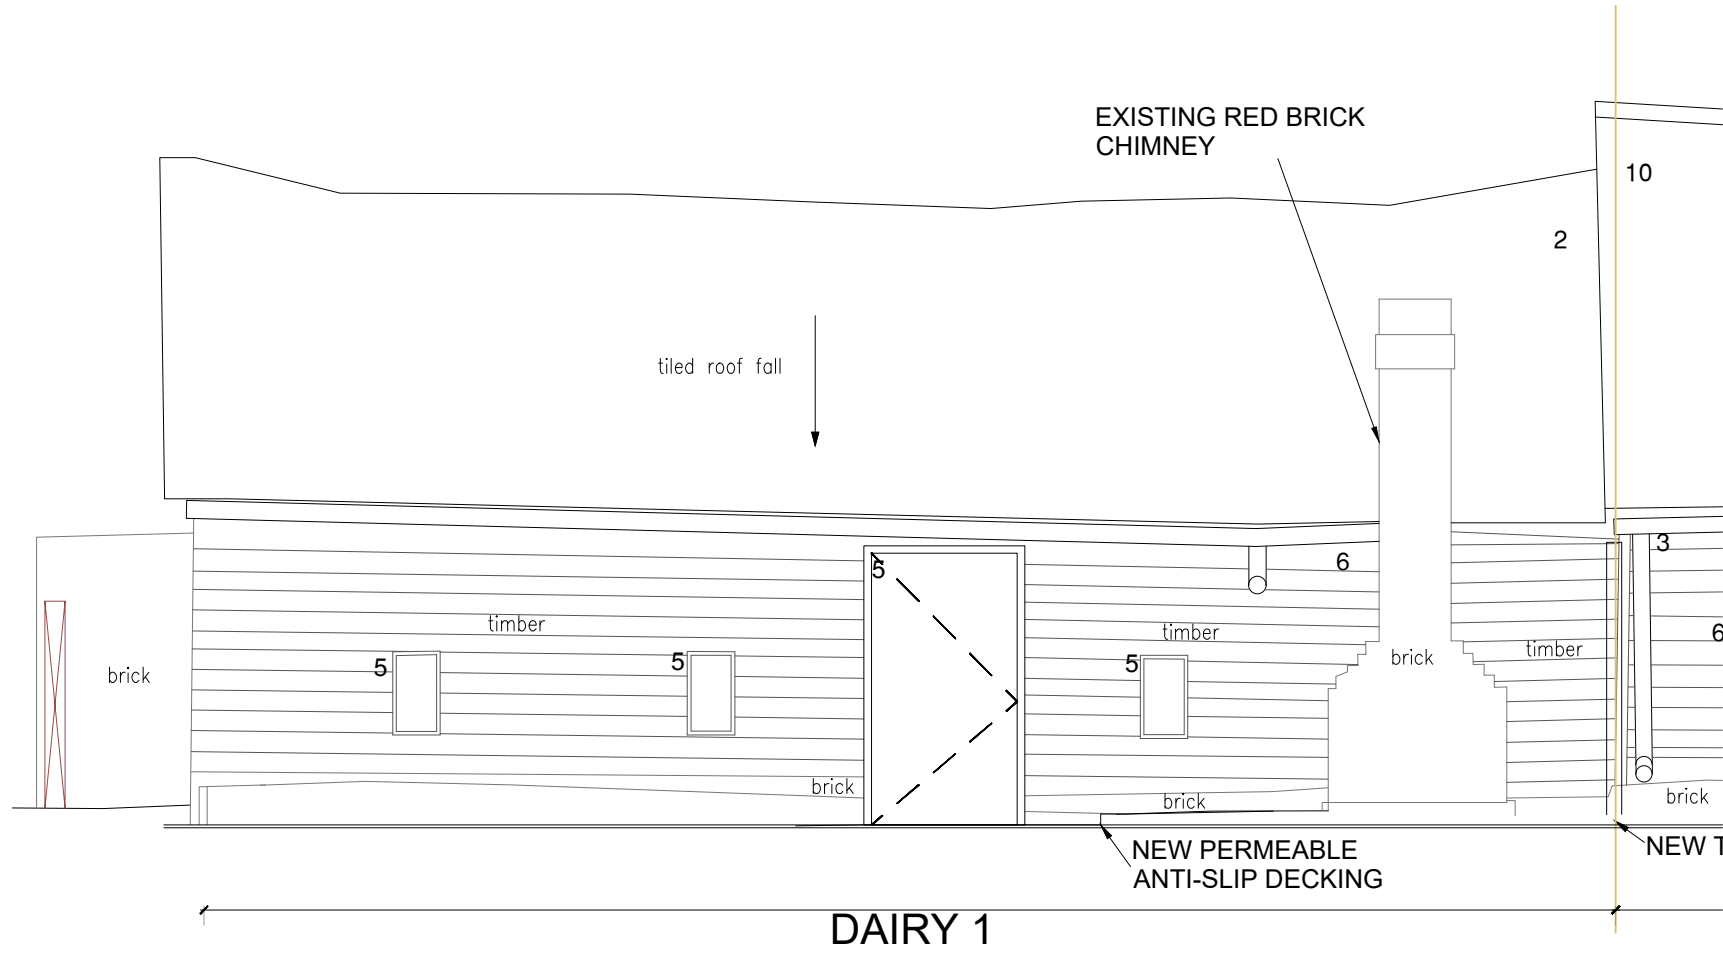 EXISTING RED BRICK
CHIMNEY
10
2
tiled roof fall
5
6
3
timber
timber
6
timber
5
5
5
brick
brick
brick
brick
brick
NEW PERMEABLE
ANTI-SLIP DECKING
NEW T
DAIRY 1